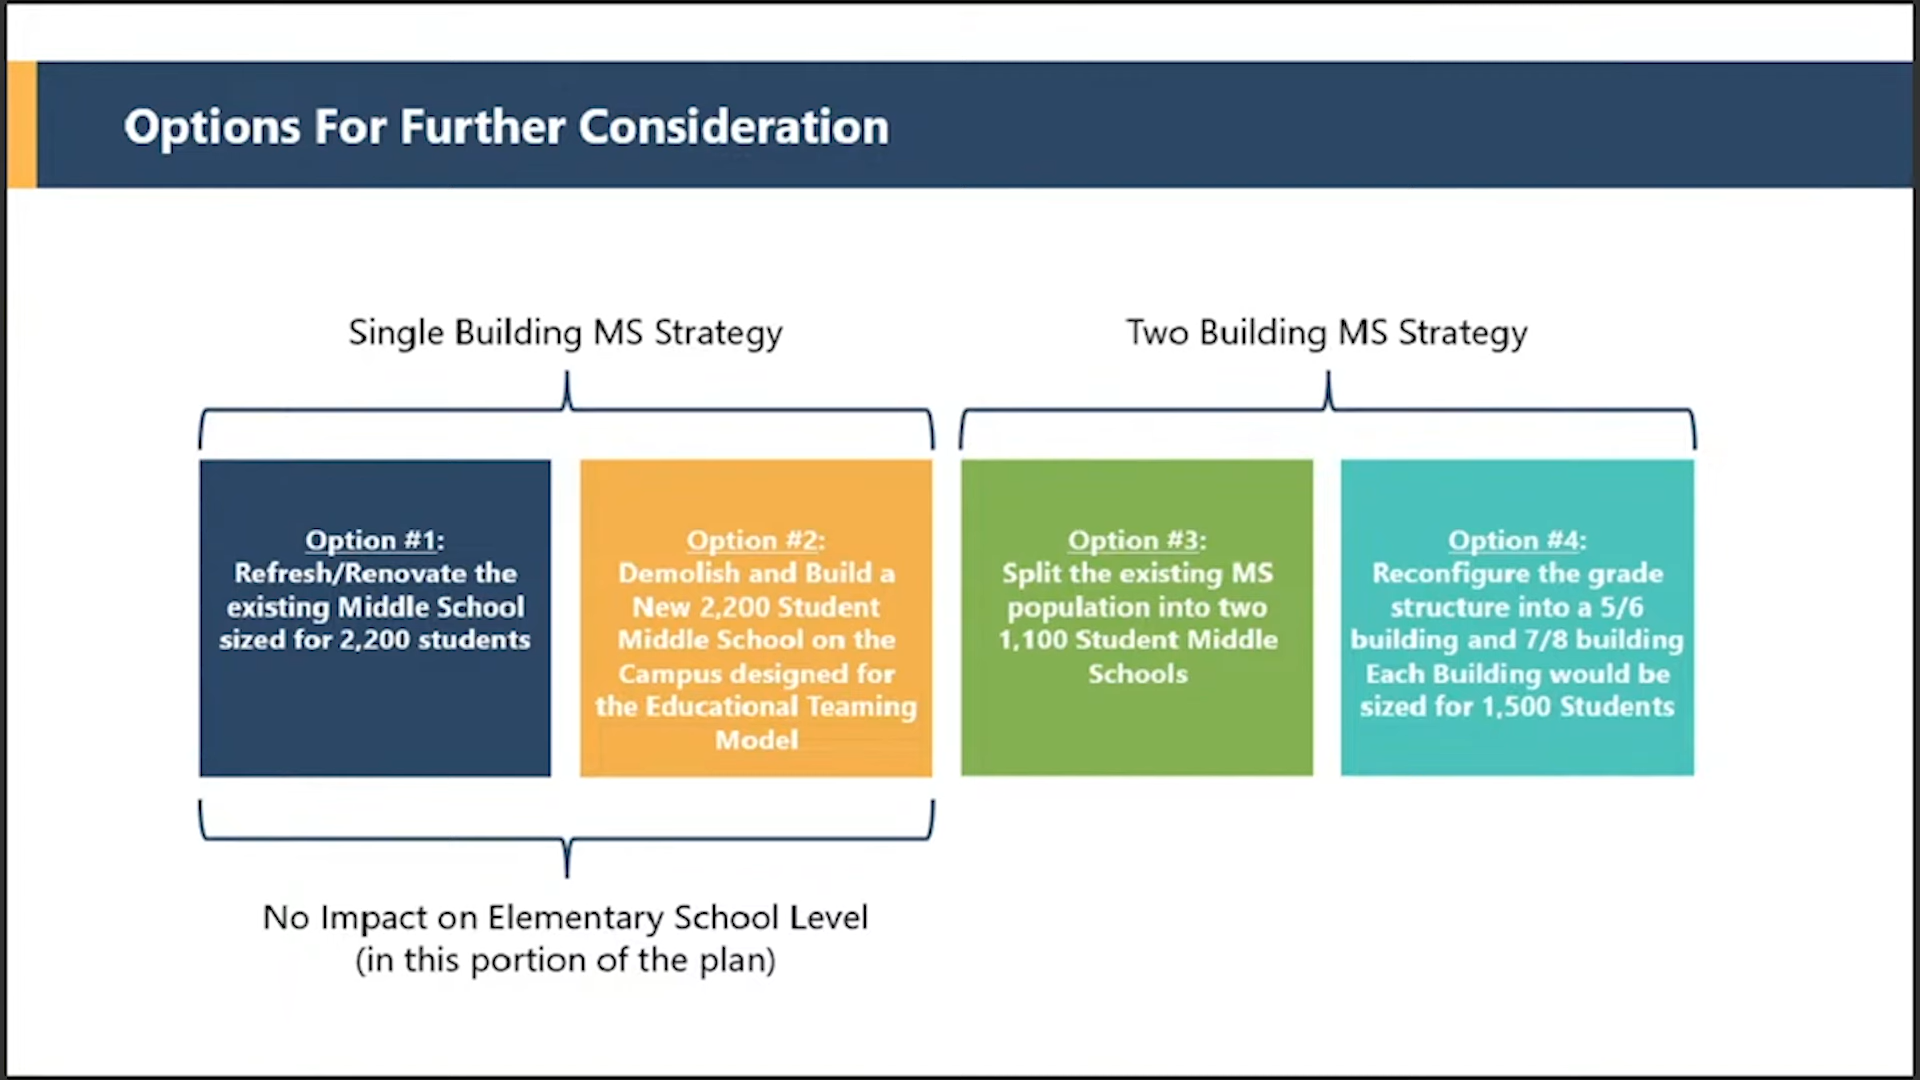 Options For Further Consideration
Single Building MS Strategy
Two Building MS Strategy
Option #1:
Refresh/Renovate the
existing Middle School
sized for 2,200 students
Option #2:
Demolish and Build a
New 2,200 Student
Middle School on the
Campus designed for
the Educational Teaming
Model
Option #3:
Split the existing MS
population into two
1,100 Student Middle
Schools
Option #4:
Reconfigure the grade
structure into a 5/6
building and 7/8 building
Each Building would be
sized for 1,500 Students
No Impact on Elementary School Level
(in this portion of the plan)